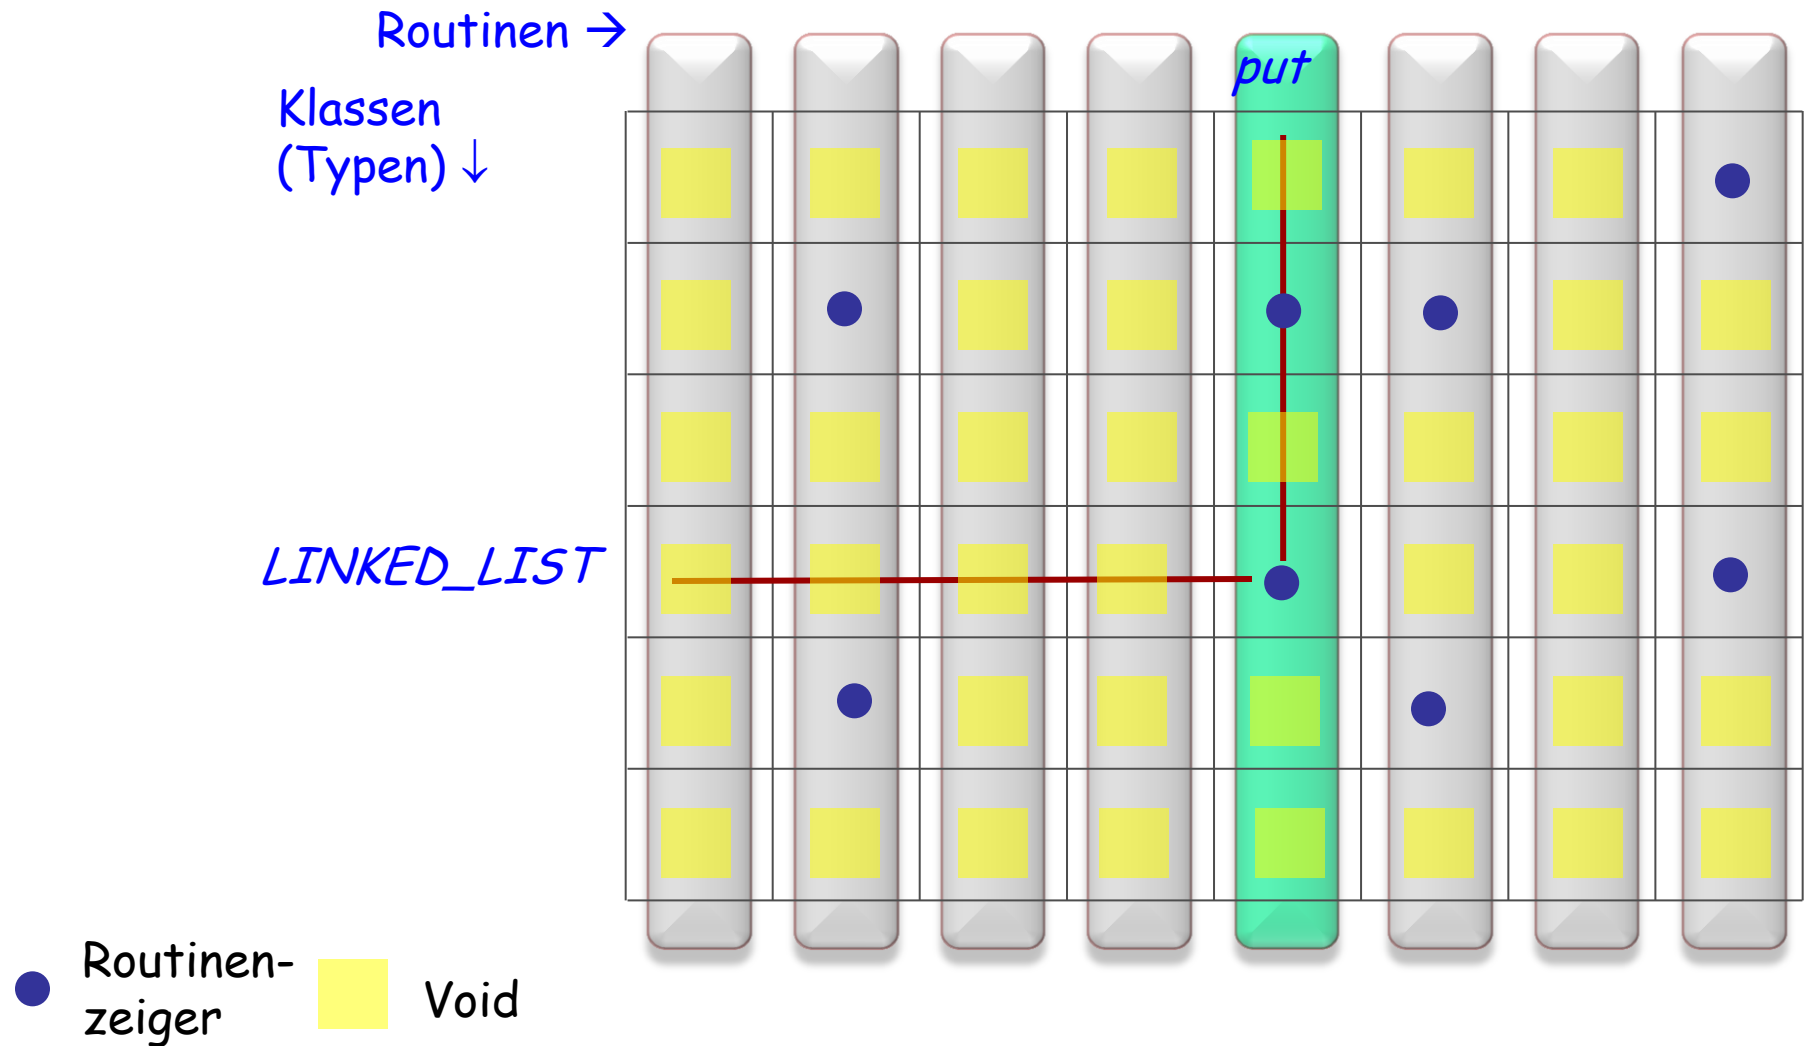 Routinen →
put
Klassen
(Typen) ↓
LINKED_LIST
Routinen-
zeiger
Void